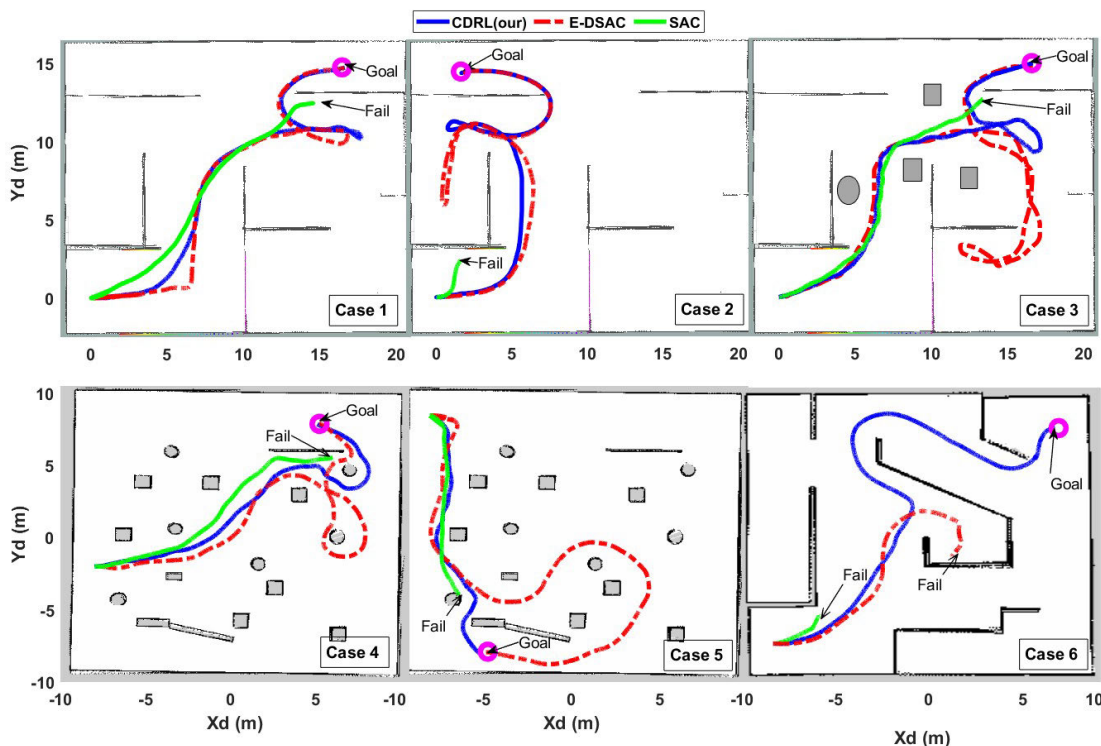 CDRL(our) E-DSAC SAC
Yd (m)
15
10
5
0
Goal
Fail
Case 1
0 5 10 15 20
Goal
Fail
Case 2
0 5 10 15 20
Goal
Fail
Case 3
0 5 10 15 20
Yd (m)
10
5
0
-5
-10
Goal
Fail
Case 4
-10 -5 0 5
Xd (m)
Fail
Goal
Case 5
-10 -5 0 5
Xd (m)
Goal
Fail
Fail
Case 6
-10 -5 0 5 10
Xd (m)